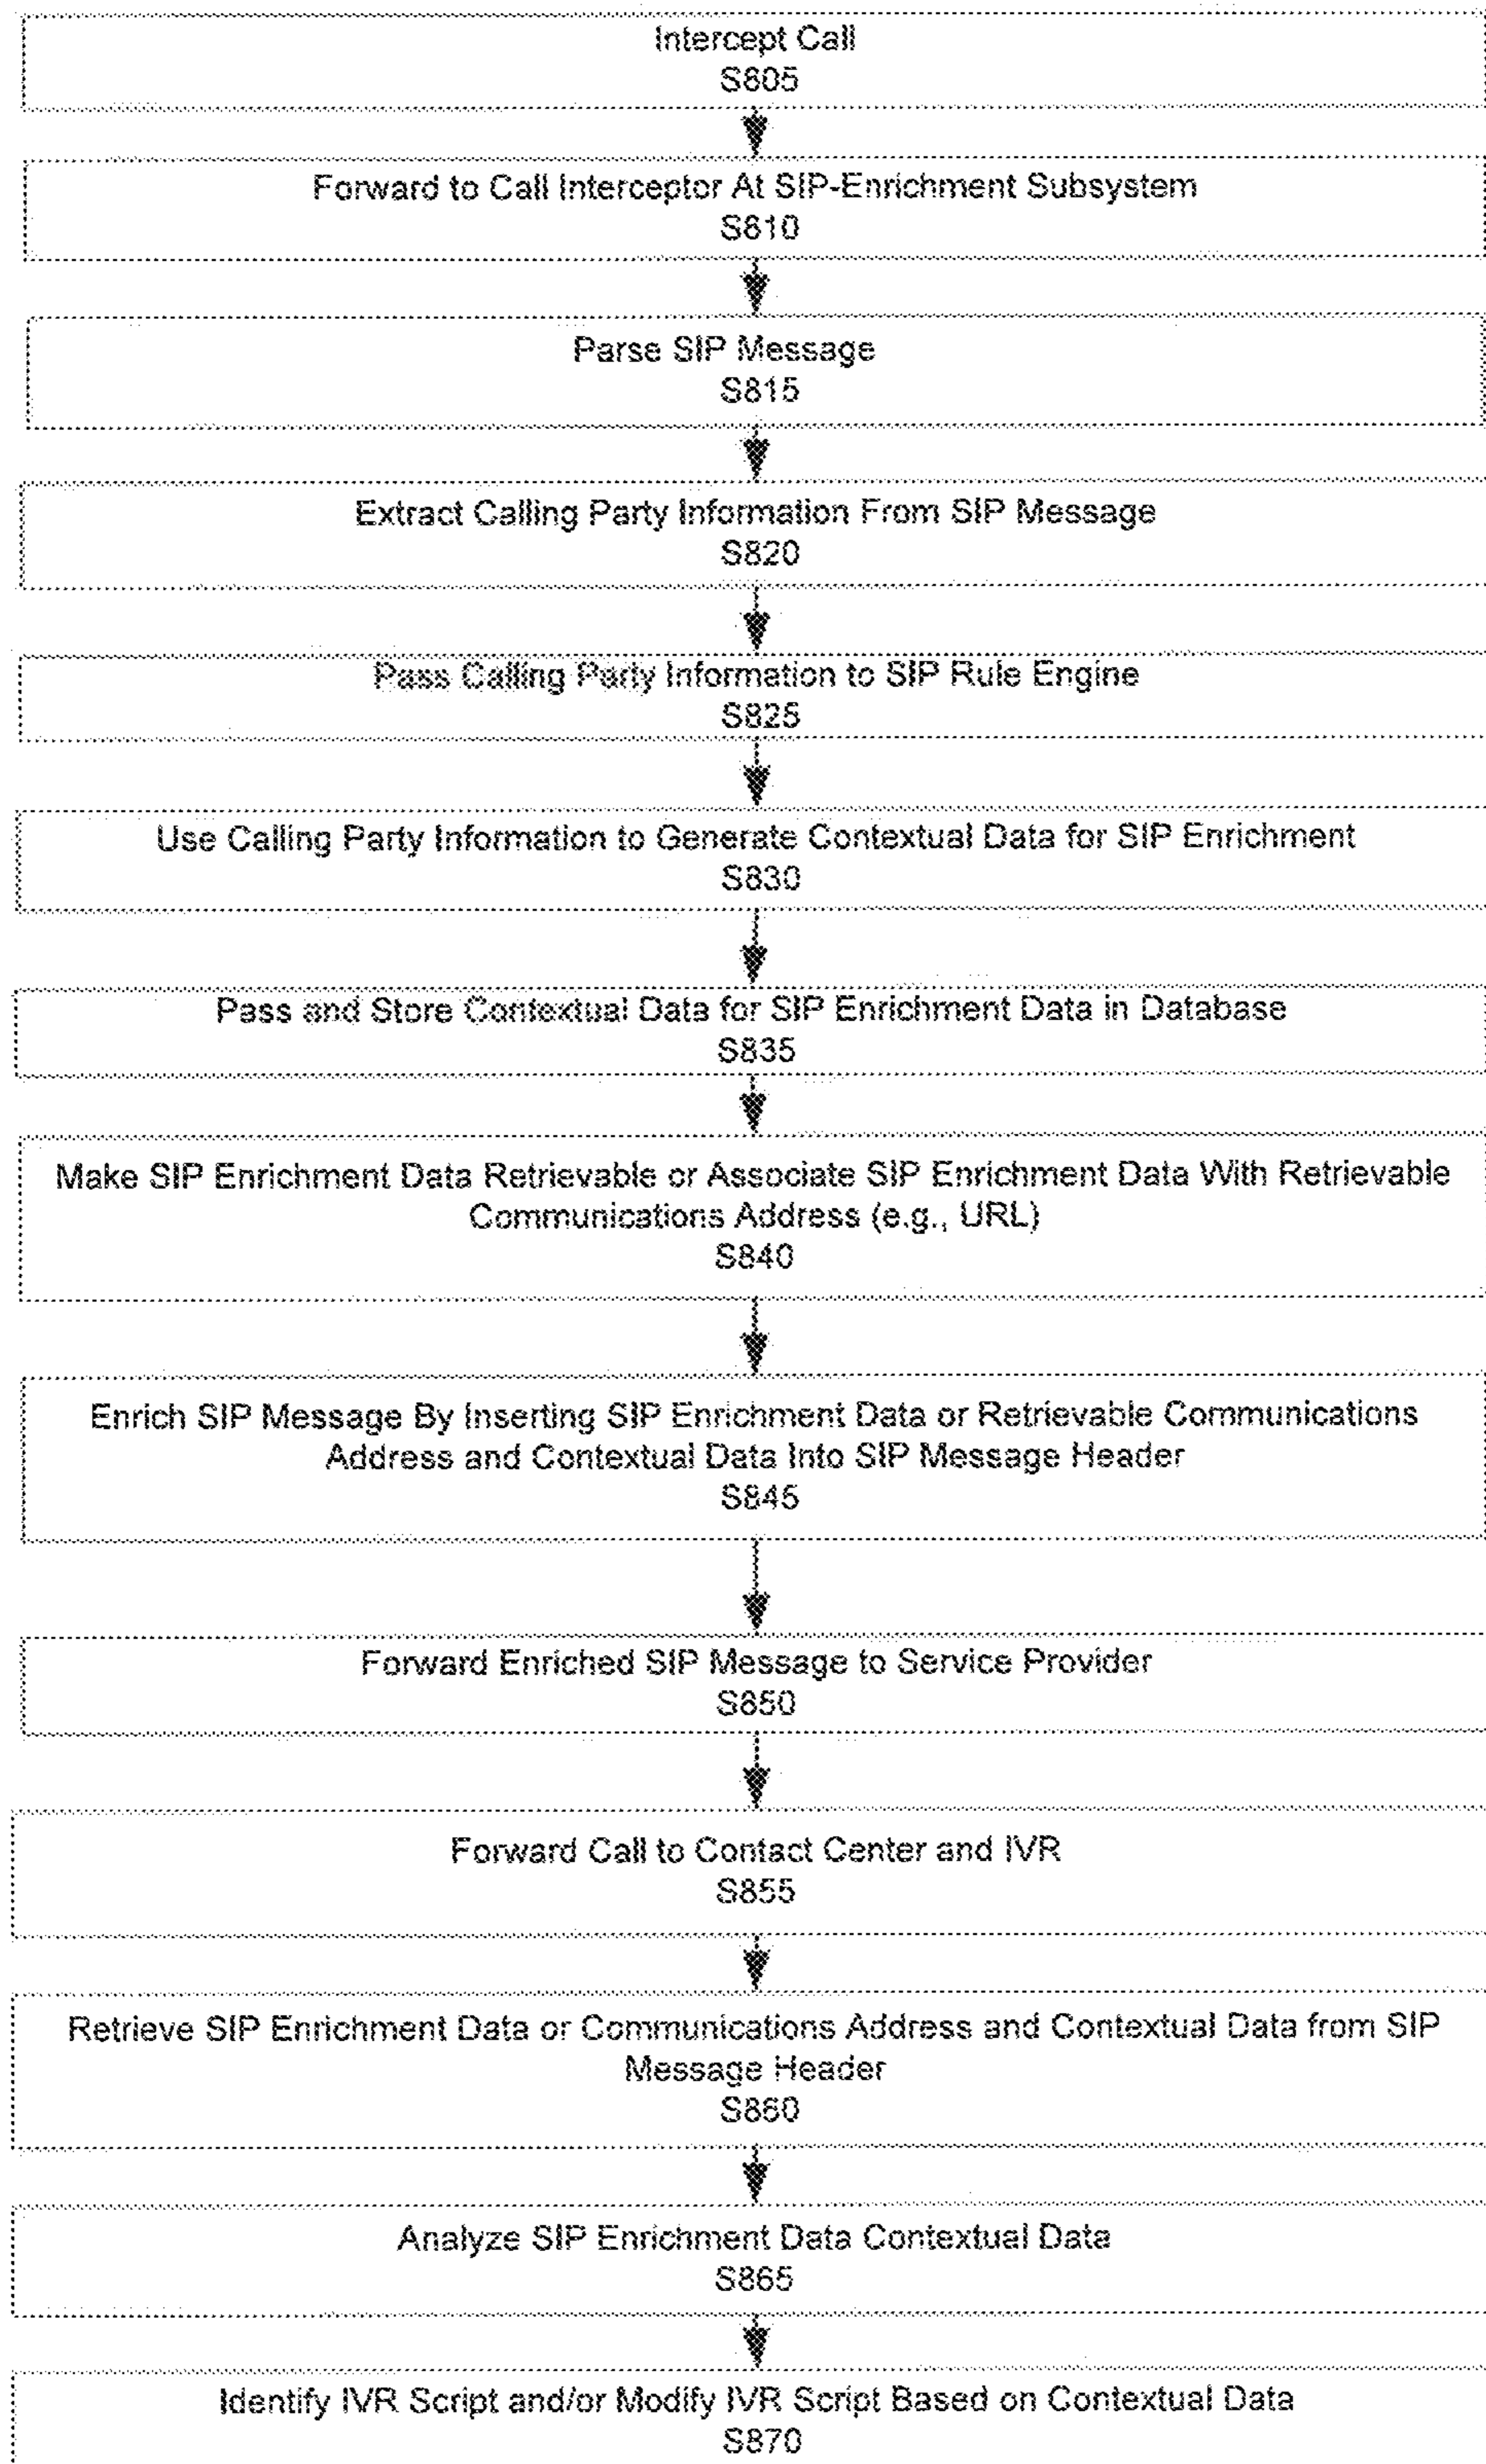 Intercept Call
S805
Forward to Call Interceptor At SIP-Enrichment Subsystem
S810
Parse SIP Message
S815
Extract Calling Party Information From SIP Message
S820
Pass Calling Party Information to SIP Rule Engine
S825
Use Calling Party Information to Generate Contextual Data for SIP Enrichment
S830
Pass and Store Contextual Data for SIP Enrichment Data in Database
S835
Make SIP Enrichment Data Retrievable or Associate SIP Enrichment Data With Retrievable
Communications Address (e.g., URL)
S840
Enrich SIP Message By Inserting SIP Enrichment Data or Retrievable Communications
Address and Contextual Data Into SIP Message Header
S845
Forward Enriched SIP Message to Service Provider
S850
Forward Call to Contact Center and IVR
S855
Retrieve SIP Enrichment Data or Communications Address and Contextual Data from SIP
Message Header
S860
Analyze SIP Enrichment Data Contextual Data
S865
Identify IVR Script and/or Modify IVR Script Based on Contextual Data
S870